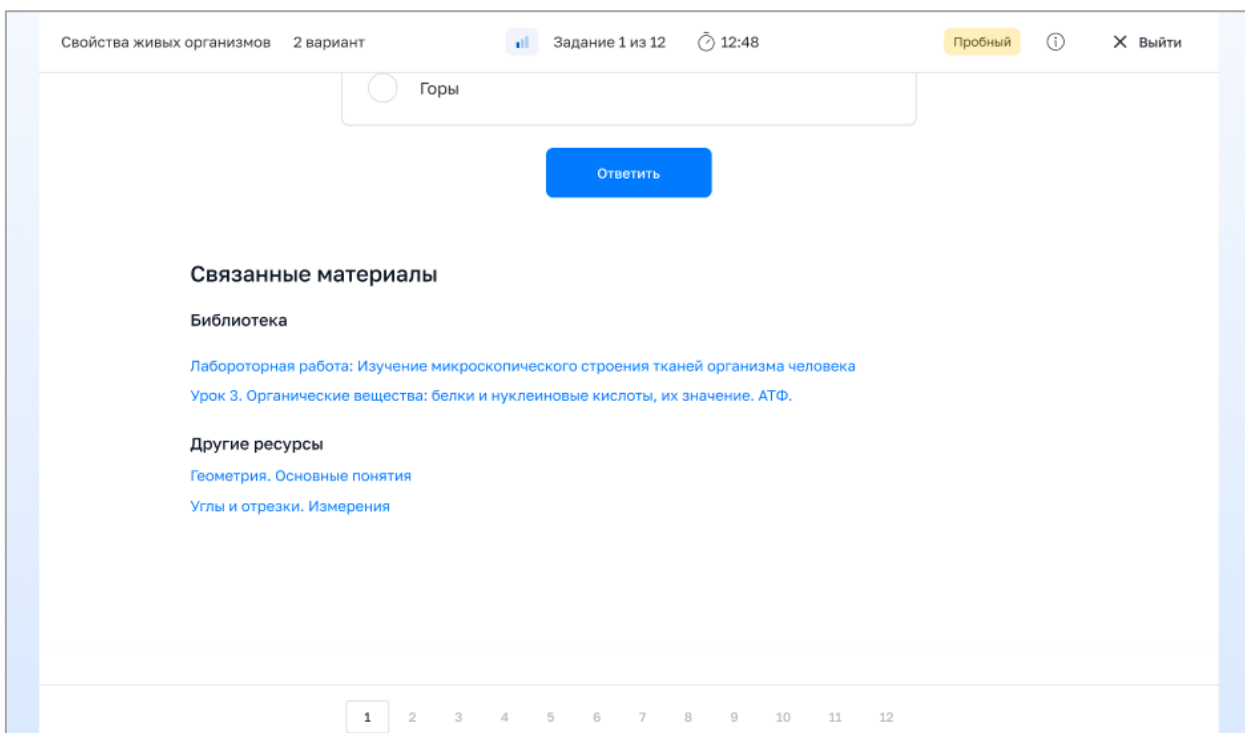 Свойства живых организмов 2 вариант Задание 1 из 12 12:48 Пробный Выйти
Горы
Ответить
Связанные материалы
Библиотека
Лабороторная работа: Изучение микроскопического строения тканей организма человека
Урок 3. Органические вещества: белки и нуклеиновые кислоты, их значение. АТФ.
Другие ресурсы
Геометрия. Основные понятия
Углы и отрезки. Измерения
1 2 3 4 5 6 7 8 9 10 11 12